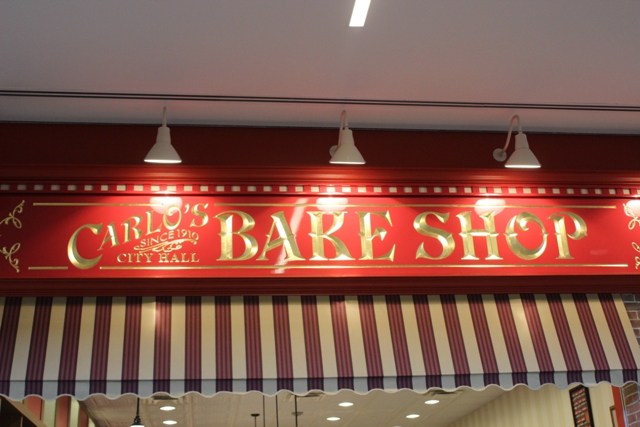 CARLO'S
SINCE 1910
CITY HALL
BAKE SHOP